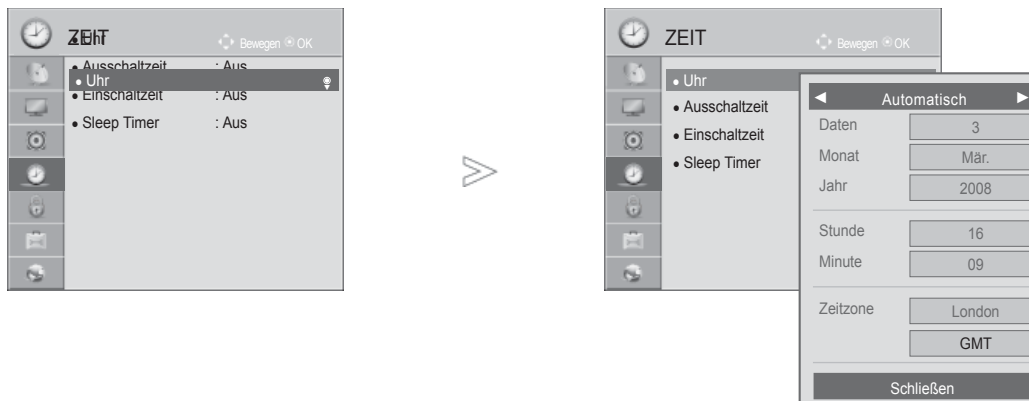 ZEIT
Bewegen OK
• Ausschaltzeit : Aus
• Uhr
• Einschaltzeit : Aus
• Sleep Timer : Aus
ZEIT
Bewegen OK
• Uhr
• Ausschaltzeit
• Einschaltzeit
• Sleep Timer
◄ Automatisch ►
Daten 3
Monat Mär.
Jahr 2008
Stunde 16
Minute 09
Zeitzone London
GMT
Schließen